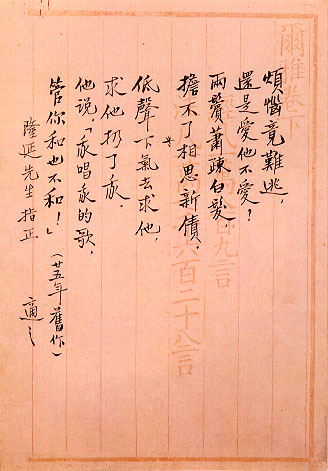 煩惱竟難逃，
還是愛他不愛？
兩鬢蕭疎白髮，
擔不了相思新債，
低聲下氣去求他，
求他扔了我。
他說，「我唱我的歌，
管你和也不和！」（廿五年舊作）
隆延先生指正 適之
爾雅
百九言
六百二十八言